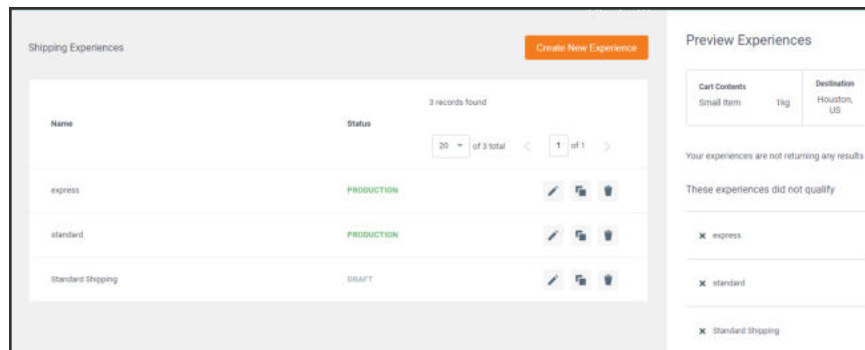 Shipping Experiences
Create New Experience
3 records found
Name
Status
20 of 3 total
1 of 1
express
PRODUCTION
standard
PRODUCTION
Standard Shipping
DRAFT
Preview Experiences
Cart Contents
Small Item 1kg
Destination
Houston,
US
Your experiences are not returning any results
These experiences did not qualify
express
standard
Standard Shipping